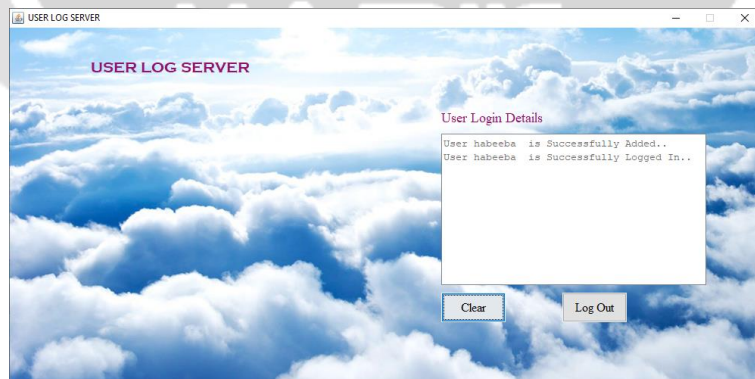 USER LOG SERVER
USER LOG SERVER
User Login Details
User habeeba  is Successfully Added..
User habeeba  is Successfully Logged In..
Clear
Log Out